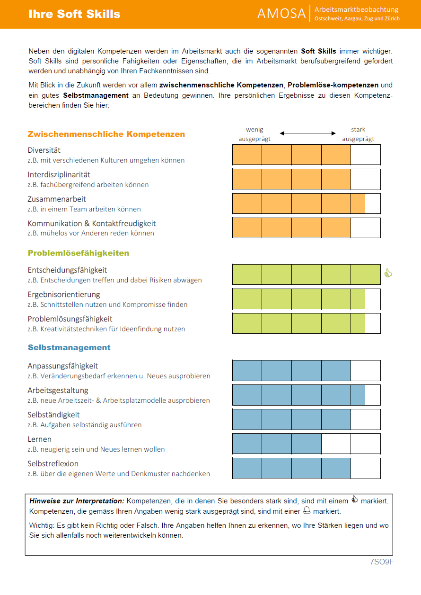 Ihre Soft Skills
AMOSA
Arbeitsmarktbeobachtung
Ostschweiz, Aargau, Zug und Zürich
Neben den digitalen Kompetenzen werden im Arbeitsmarkt auch die sogenannten Soft Skills immer wichtiger.
Soft Skills sind persönliche Fähigkeiten oder Eigenschaften, die im Arbeitsmarkt berufsübergreifend gefordert
werden und unabhängig von Ihren Fachkenntnissen sind.
Mit Blick in die Zukunft werden vor allem zwischenmenschliche Kompetenzen, Problemlöse-kompetenzen und
ein gutes Selbstmanagement an Bedeutung gewinnen. Ihre persönlichen Ergebnisse zu diesen Kompetenz-
bereichen finden Sie hier.
wenig ausgeprägt
stark ausgeprägt
Zwischenmenschliche Kompetenzen
Diversität
z.B. mit verschiedenen Kulturen umgehen können
Interdisziplinarität
z.B. fachübergreifend arbeiten können
Zusammenarbeit
z.B. in einem Team arbeiten können
Kommunikation & Kontaktfreudigkeit
z.B. mühelos vor Anderen reden können
Problemlösefähigkeiten
Entscheidungsfähigkeit
z.B. Entscheidungen treffen und dabei Risiken abwägen
Ergebnisorientierung
z.B. Schnittstellen nutzen und Kompromisse finden
Problemlösungsfähigkeit
z.B. Kreativitätstechniken für Ideenfindung nutzen
Selbstmanagement
Anpassungsfähigkeit
z.B. Veränderungsbedarf erkennen u. Neues ausprobieren
Arbeitsgestaltung
z.B. neue Arbeitszeit- & Arbeitsplatzmodelle ausprobieren
Selbständigkeit
z.B. Aufgaben selbständig ausführen
Lernen
z.B. neugierig sein und Neues lernen wollen
Selbstreflexion
z.B. über die eigenen Werte und Denkmuster nachdenken
Hinweise zur Interpretation: Kompetenzen, die in denen Sie besonders stark sind, sind mit einem markiert.
Kompetenzen, die gemäss Ihren Angaben wenig stark ausgeprägt sind, sind mit einer markiert.
Wichtig: Es gibt kein Richtig oder Falsch. Ihre Angaben helfen Ihnen zu erkennen, wo Ihre Stärken liegen und wo
Sie sich allenfalls noch weiterentwickeln können.